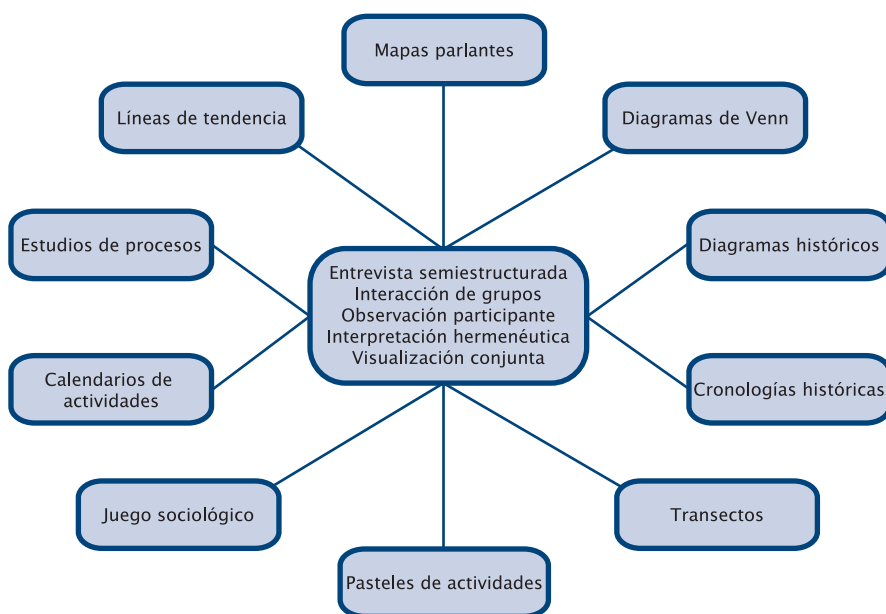 Mapas parlantes
Líneas de tendencia
Diagramas de Venn
Estudios de procesos
Diagramas históricos
Entrevista semiestructurada
Interacción de grupos
Observación participante
Interpretación hermenéutica
Visualización conjunta
Calendarios de
actividades
Cronologías históricas
Juego sociológico
Transectos
Pasteles de actividades